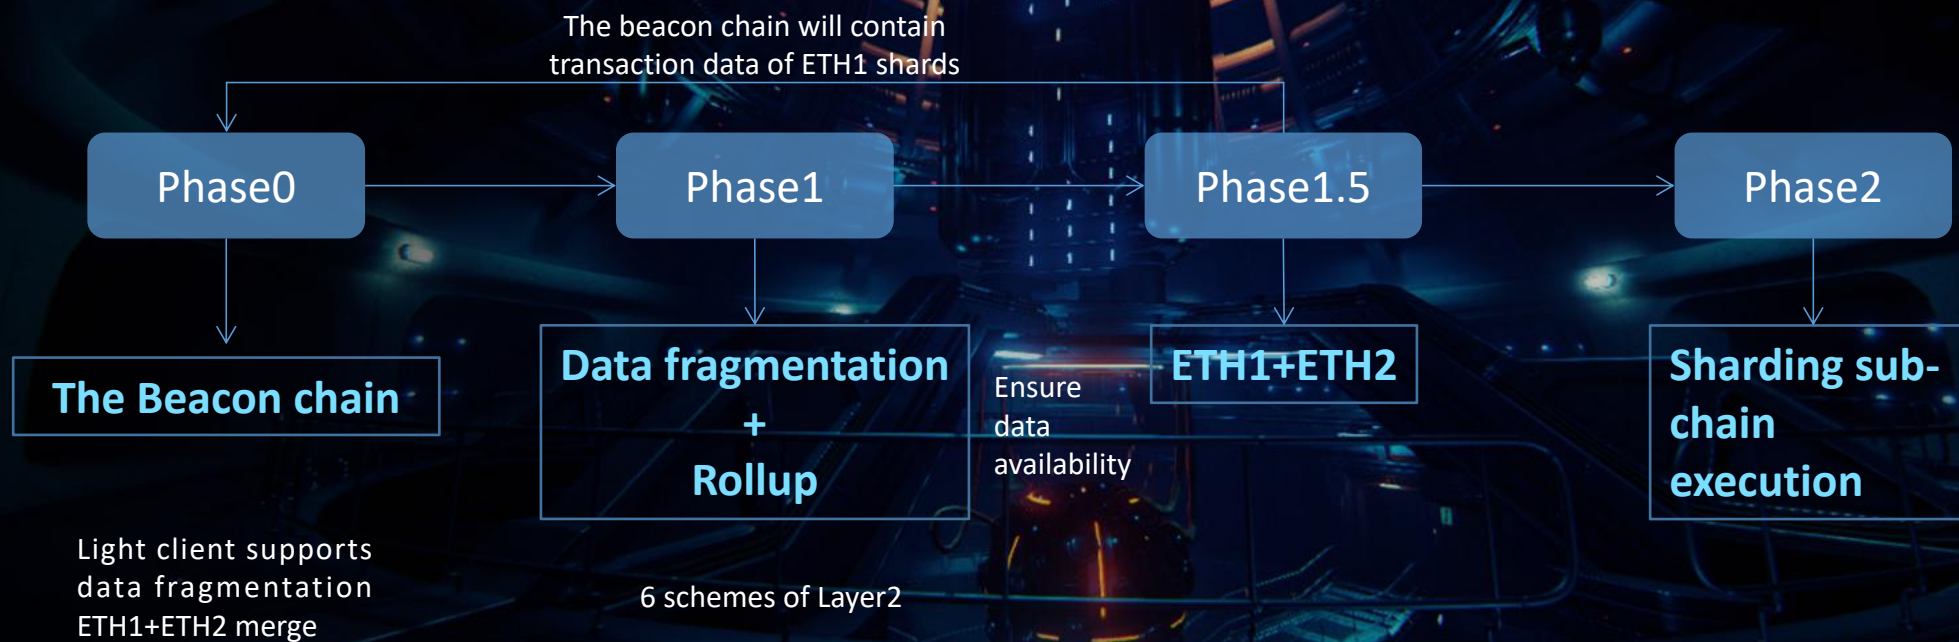 The beacon chain will contain
transaction data of ETH1 shards
Phase0
Phase1
Phase1.5
Phase2
The Beacon chain
Data fragmentation
+
Rollup
Ensure
data
availability
ETH1+ETH2
Sharding sub-
chain
execution
Light client supports
data fragmentation
ETH1+ETH2 merge
6 schemes of Layer2